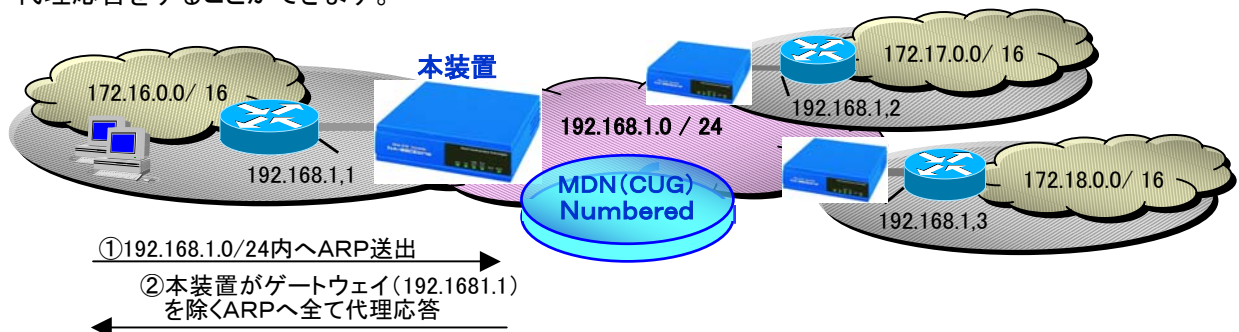 代理応答をすることができます。
本装置
172.16.0.0/ 16
192.168.1,1
192.168.1.0 / 24
MDN(CUG)
Numbered
172.17.0.0/ 16
192.168.1,2
172.18.0.0/ 16
192.168.1,3
①192.168.1.0/24内へARP送出
②本装置がゲートウェイ(192.1681.1)
を除くARPへ全て代理応答